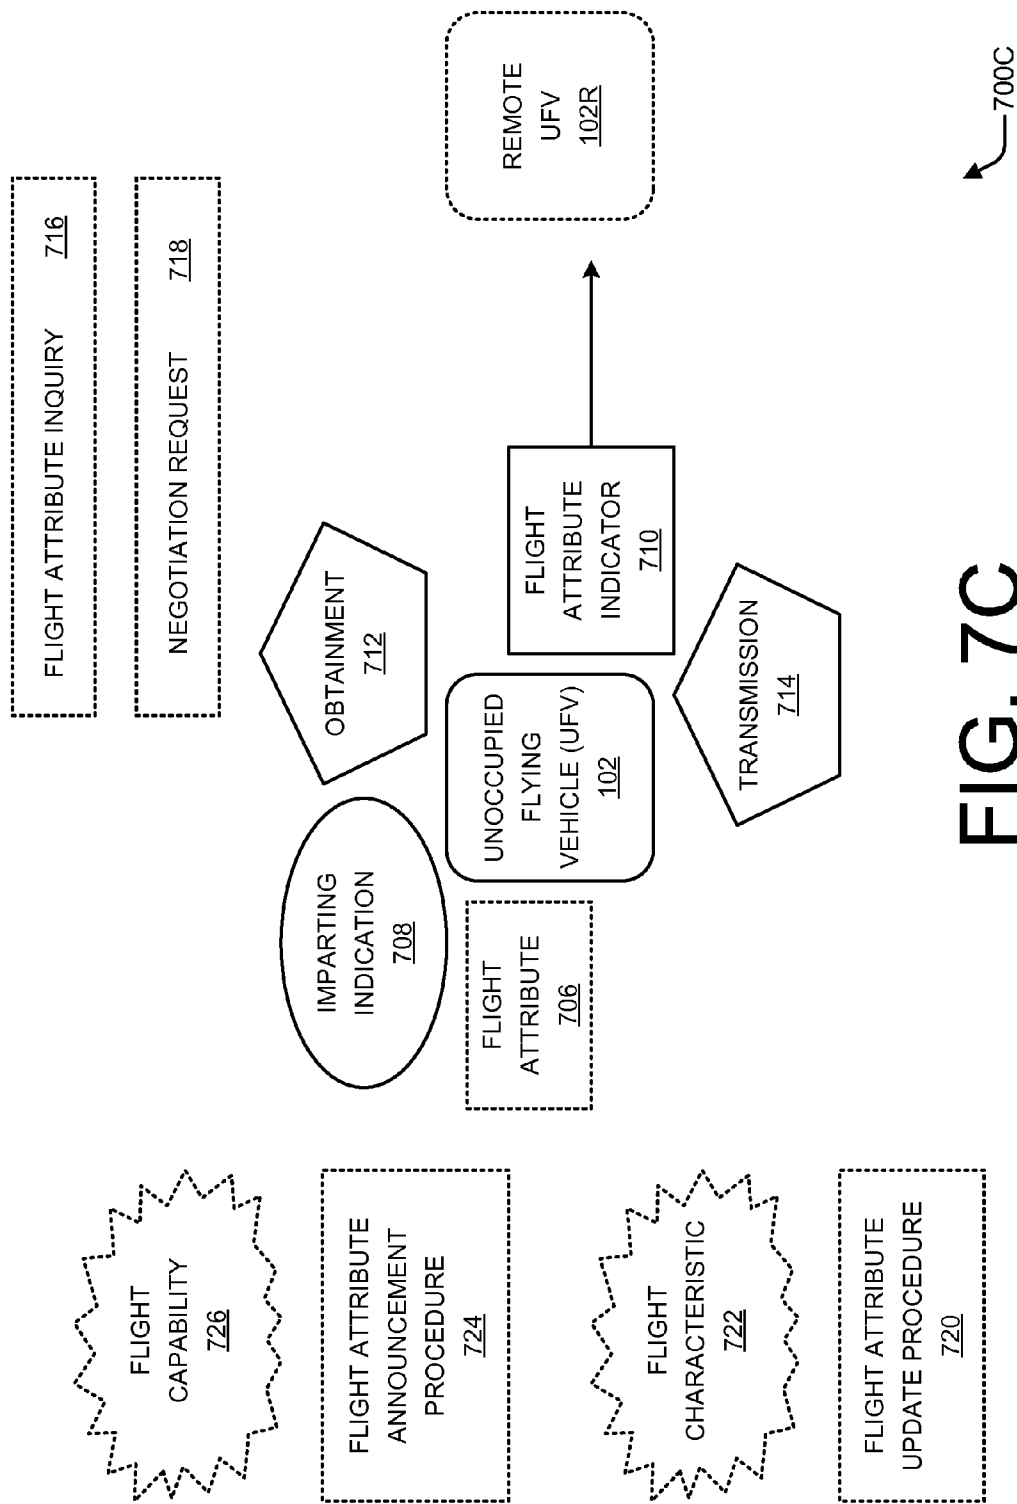 FLIGHT
CAPABILITY
726
FLIGHT ATTRIBUTE
ANNOUNCEMENT
PROCEDURE
724
FLIGHT
CHARACTERISTIC
722
FLIGHT ATTRIBUTE
UPDATE PROCEDURE
720
IMPARTING
INDICATION
708
FLIGHT
ATTRIBUTE
706
OBTAINMENT
712
UNOCCUPIED
FLYING
VEHICLE (UFV)
102
TRANSMISSION
714
FLIGHT
ATTRIBUTE
INDICATOR
710
FLIGHT ATTRIBUTE INQUIRY 716
NEGOTIATION REQUEST 718
REMOTE
UFV
102R
700C
FIG. 7C